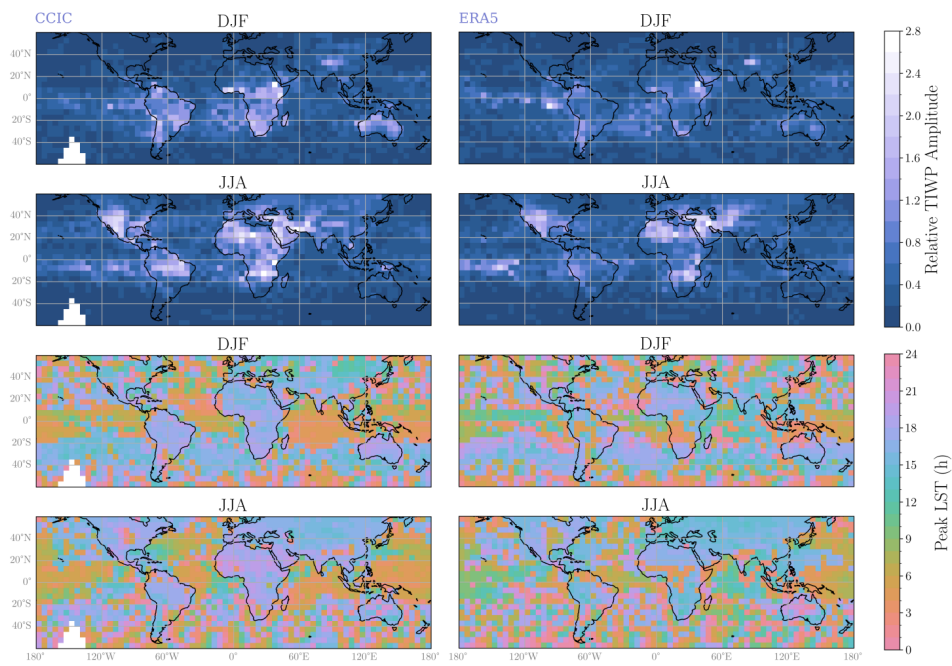 CCIC
DJF
ERA5
DJF
40°N
20°N
0°
20°S
40°S
JJA
JJA
40°N
20°N
0°
20°S
40°S
2.8
2.4
2.0
1.6
1.2
0.8
0.4
0.0
Relative TIWP Amplitude
DJF
DJF
40°N
20°N
0°
20°S
40°S
JJA
JJA
40°N
20°N
0°
20°S
40°S
180°W
120°W
60°W
0°
60°E
120°E
180°
120°W
60°W
0°
60°E
120°E
180°
24
21
18
15
12
9
6
3
0
Peak LST (h)